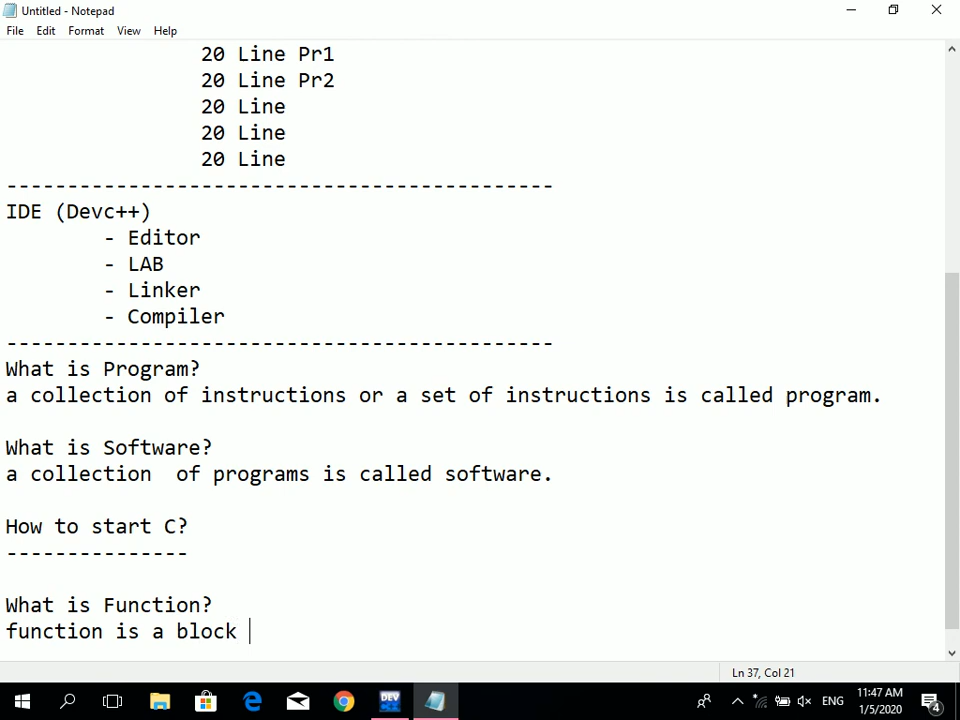 Untitled - Notepad
File Edit Format View Help
20 Line Pr1
20 Line Pr2
20 Line
20 Line
20 Line
---------------------------------------------
IDE (Devc++)
- Editor
- LAB
- Linker
- Compiler
---------------------------------------------
What is Program?
a collection of instructions or a set of instructions is called program.
What is Software?
a collection  of programs is called software.
How to start C?
---------------
What is Function?
function is a block
Ln 37, Col 21
DEV
ENG
11:47 AM
1/5/2020
4